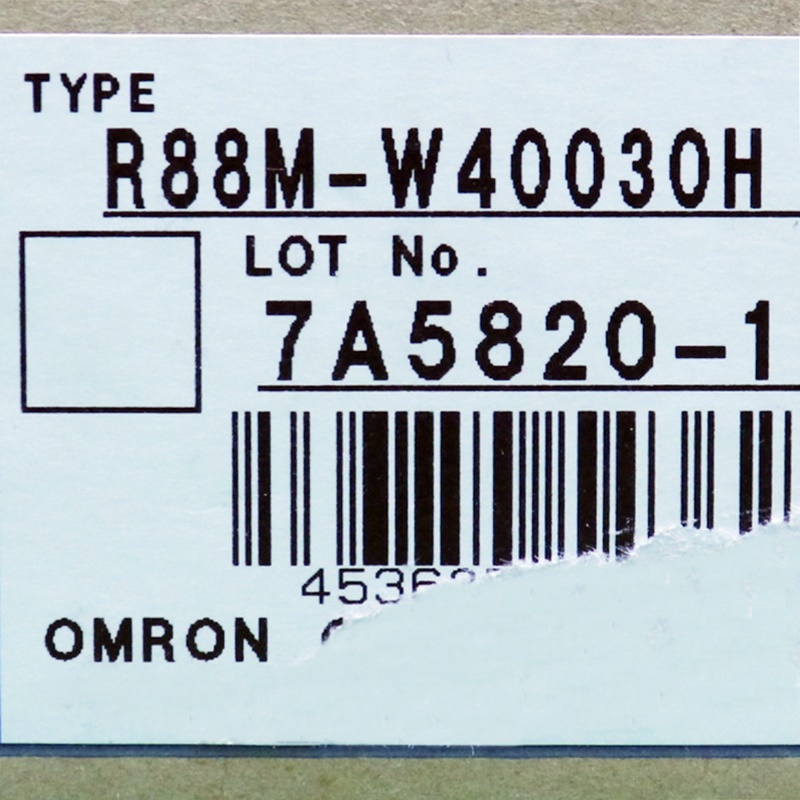 TYPE
R88M-W40030H
LOT No.
7A5820-1
4536
OMRON